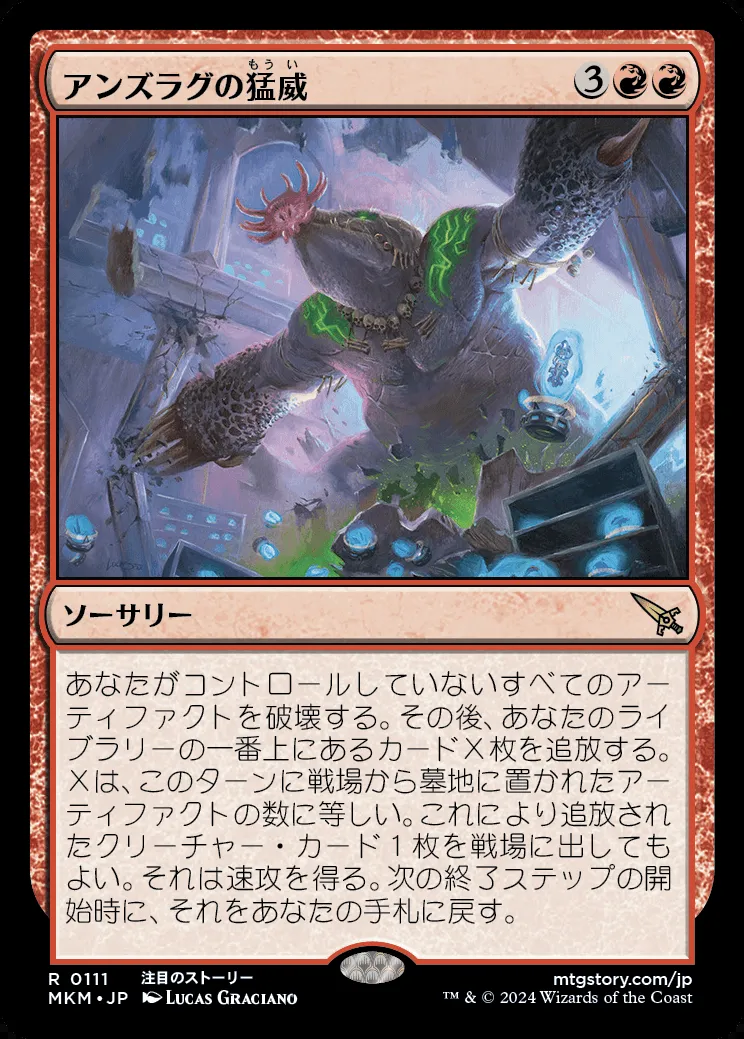 もう い
アンズラグの猛威
3
ソーサリー
あなたがコントロールしていないすべてのアー
ティファクトを破壊する。その後、あなたのライ
ブラリーの一番上にあるカードX枚を追放する。
Xは、このターンに戦場から墓地に置かれたアー
ティファクトの数に等しい。これにより追放され
たクリーチャー・カード1枚を戦場に出しても
よい。それは速攻を得る。次の終了ステップの開
始時に、それをあなたの手札に戻す。
R 0111 注目のストーリー mtgstory.com/jp
MKM • JP LUCAS GRACIANO ™ & © 2024 Wizards of the Coast